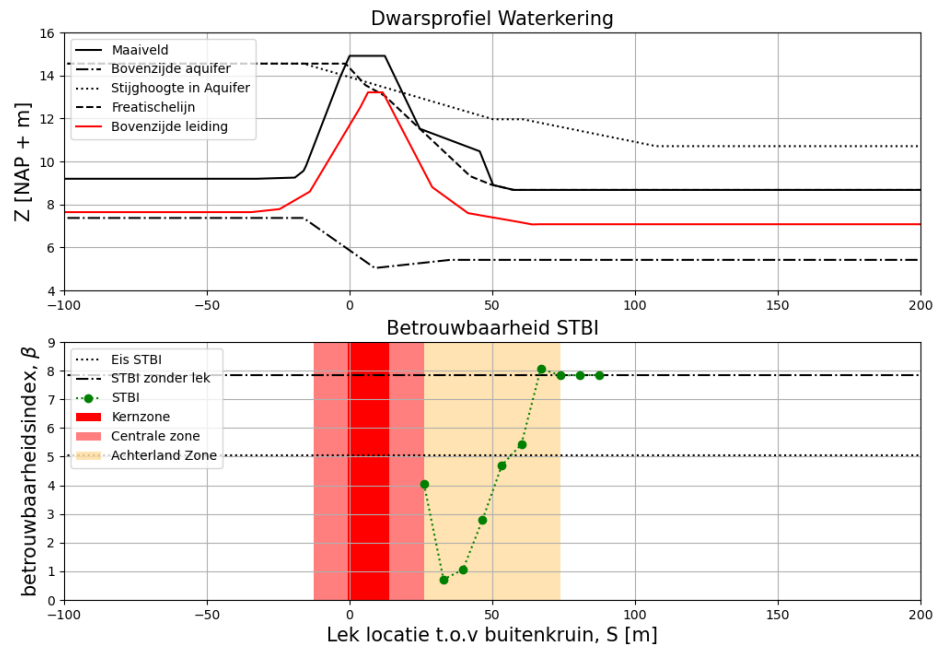 Dwarsprofiel Waterkering
Z [NAP + m]
16
14
12
10
8
6
4
Maaiveld
Bovenzijde aquifer
Stijghoogte in Aquifer
Freatischelijn
Bovenzijde leiding
−100
−50
0
50
100
150
200
Betrouwbaarheid STBI
betrouwbaarheidsindex, β
9
8
7
6
5
4
3
2
1
0
Eis STBI
STBI zonder lek
STBI
Kernzone
Centrale zone
Achterland Zone
−100
−50
0
50
100
150
200
Lek locatie t.o.v buitenkruin, S [m]